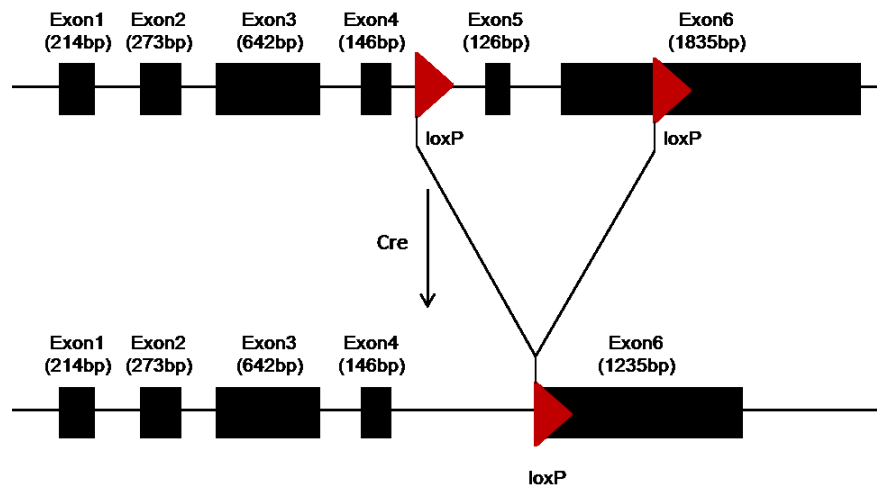 Exon1 Exon2 Exon3 Exon4 Exon5 Exon6
(214bp) (273bp) (642bp) (146bp) (126bp) (1835bp)
loxP loxP
Cre
Exon1 Exon2 Exon3 Exon4 Exon6
(214bp) (273bp) (642bp) (146bp) (1235bp)
loxP